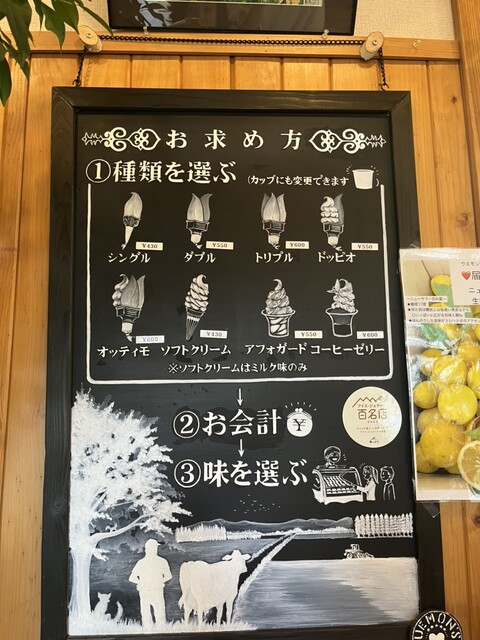 お求め方
①種類を選ぶ
(カップにも変更できます
¥430 ¥550 ¥600 ¥550
シングル ダブル トリプル ドッピオ
¥600 ¥430 ¥550 ¥600
オッティモ ソフトクリーム アフォガード コーヒーゼリー
※ソフトクリームはミルク味のみ
↓
②お会計 ¥
↓
③味を選ぶ
百名店